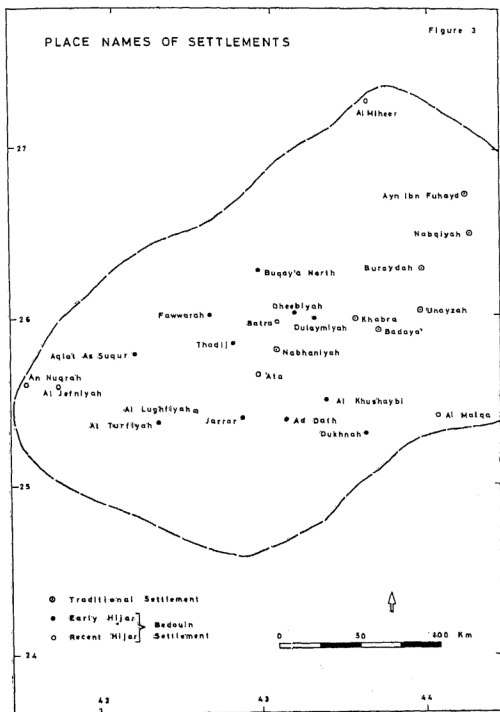 Figure 3
PLACE NAMES OF SETTLEMENTS
Al Miheer
27
Ayn Ibn Fuhayd
Nabqiyah
Buqay'a North
Buraydah
Dheebiyah
Unayzah
Fawwarah
26
Batra
Dulaymiyah
Khabra
Badaya'
Thadij
Nabhaniyah
Aqlat As Suqur
An Nuqrah
Al Jefniyah
'Ata
Al Khushaybi
Al Lughfiyah
Al Turfiyah
Jarrar
Ad Dath
Al Malqa
Dukhnah
25
Traditional Settlement
Early Hijar
Bedouin
Recent Hijar
Settlement
0 50 100 Km
24
42 43 44